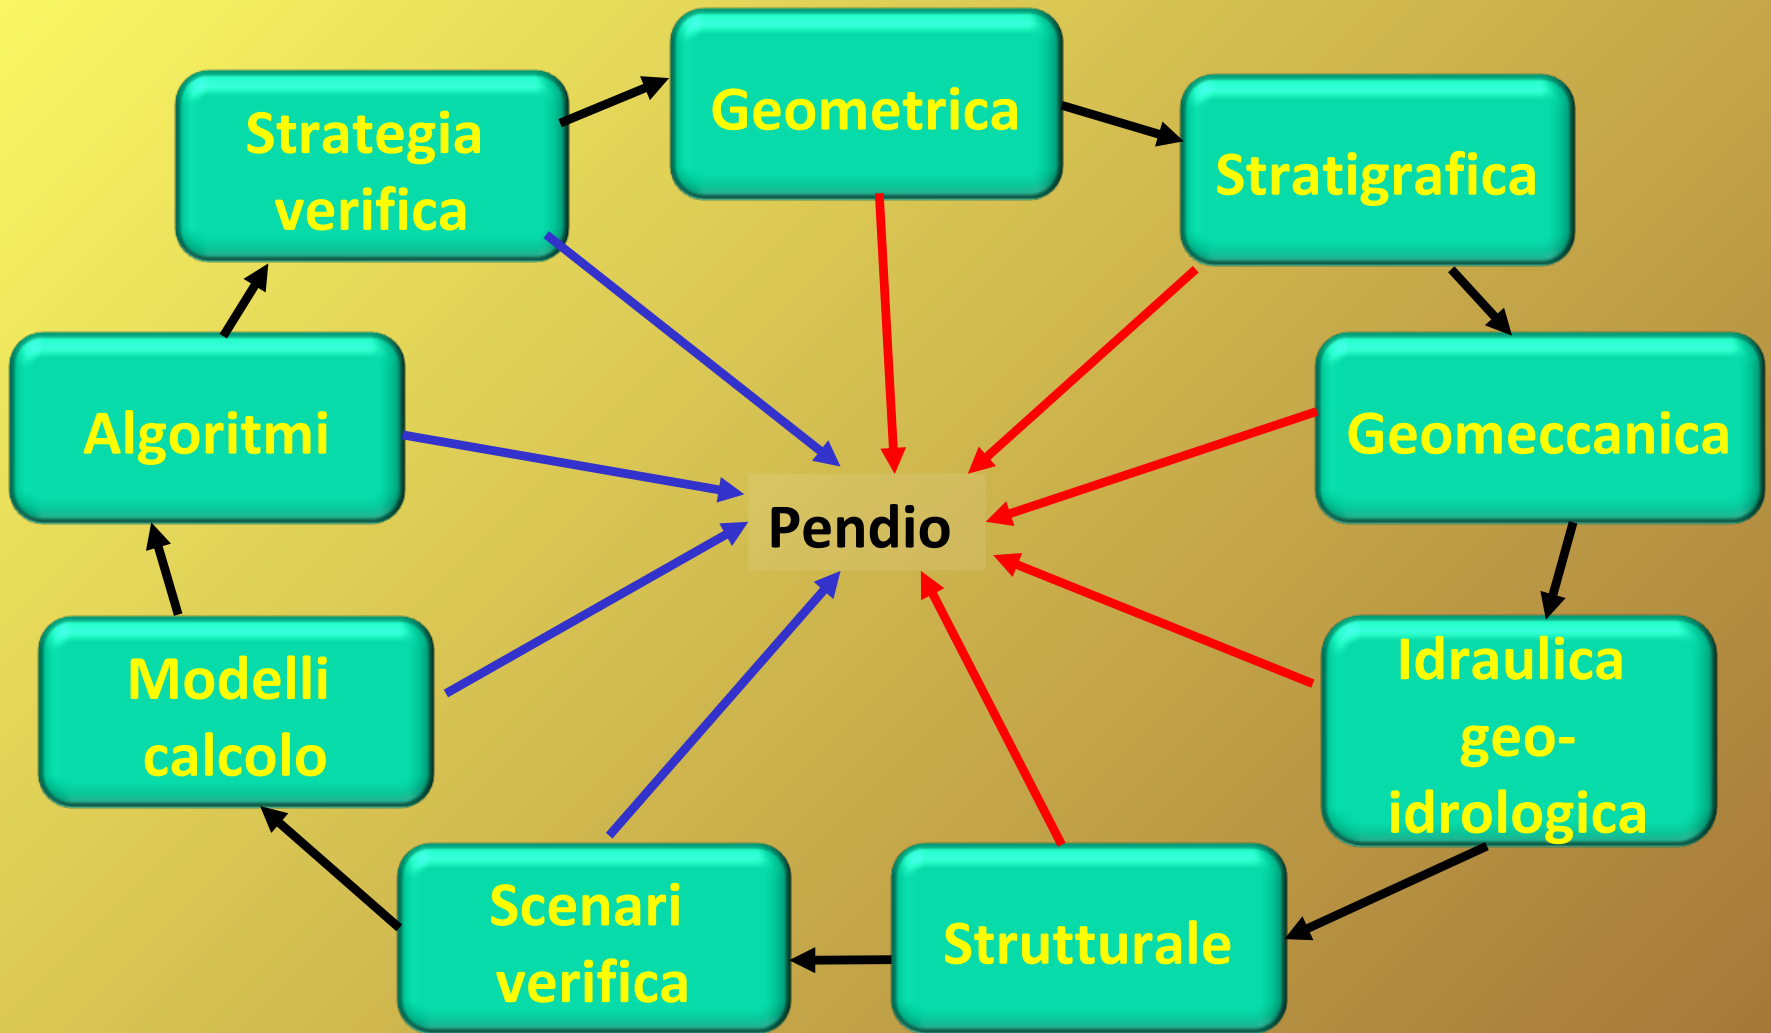 Geometrica
Strategia
verifica
Stratigrafica
Algoritmi
Geomeccanica
Pendio
Modelli
calcolo
Idraulica
geo-
idrologica
Scenari
verifica
Strutturale